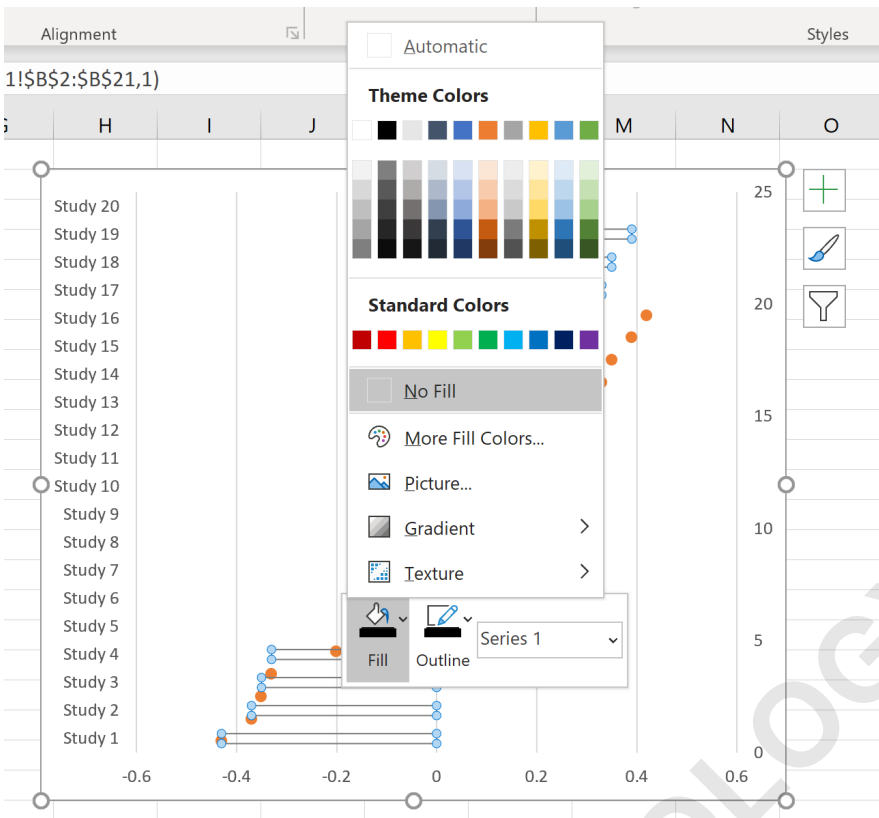 Alignment
Styles
1!$B$2:$B$21,1)
H I J M N O
Automatic
Theme Colors
Standard Colors
No Fill
More Fill Colors...
Picture...
Gradient
Texture
Fill
Outline
Series 1
Study 20
Study 19
Study 18
Study 17
Study 16
Study 15
Study 14
Study 13
Study 12
Study 11
Study 10
Study 9
Study 8
Study 7
Study 6
Study 5
Study 4
Study 3
Study 2
Study 1
25
20
15
10
5
0
-0.6 -0.4 -0.2 0 0.2 0.4 0.6